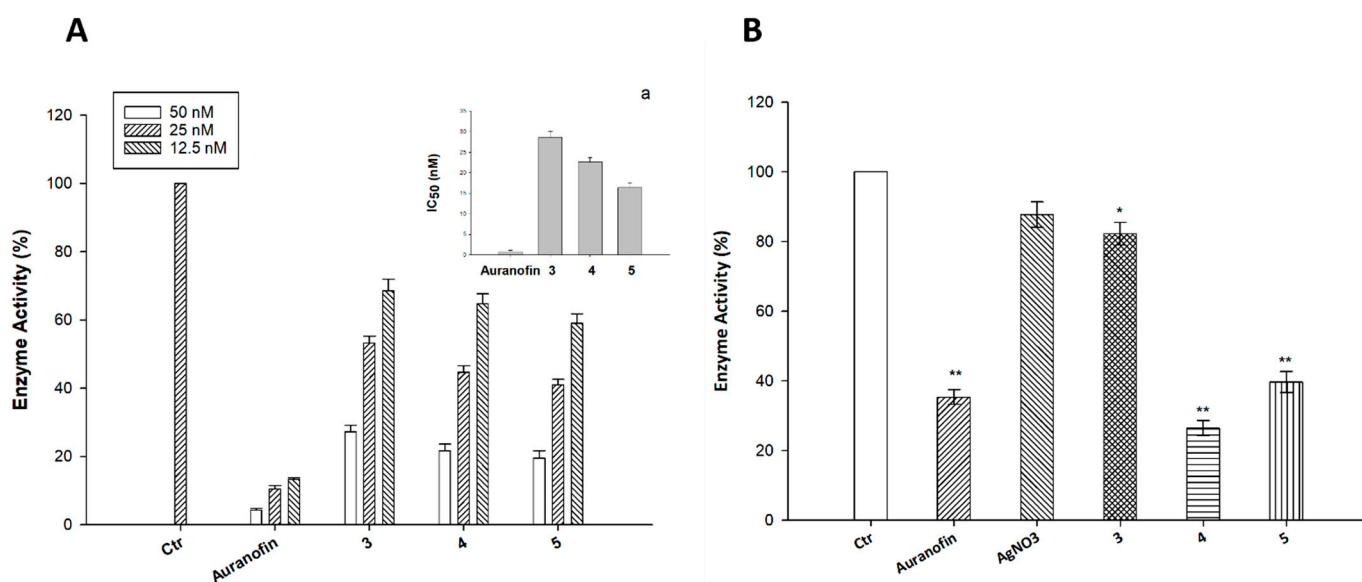 A
50 nM
25 nM
12.5 nM
Enzyme Activity (%)
120
100
80
60
40
20
0
Ctr
Auranofin
3
4
5
a
IC50 (nM)
35
30
25
20
15
10
5
0
Auranofin 3 4 5
B
Enzyme Activity (%)
120
100
80
60
40
20
0
**
*
**
**
Ctr
Auranofin
AgNO3
3
4
5